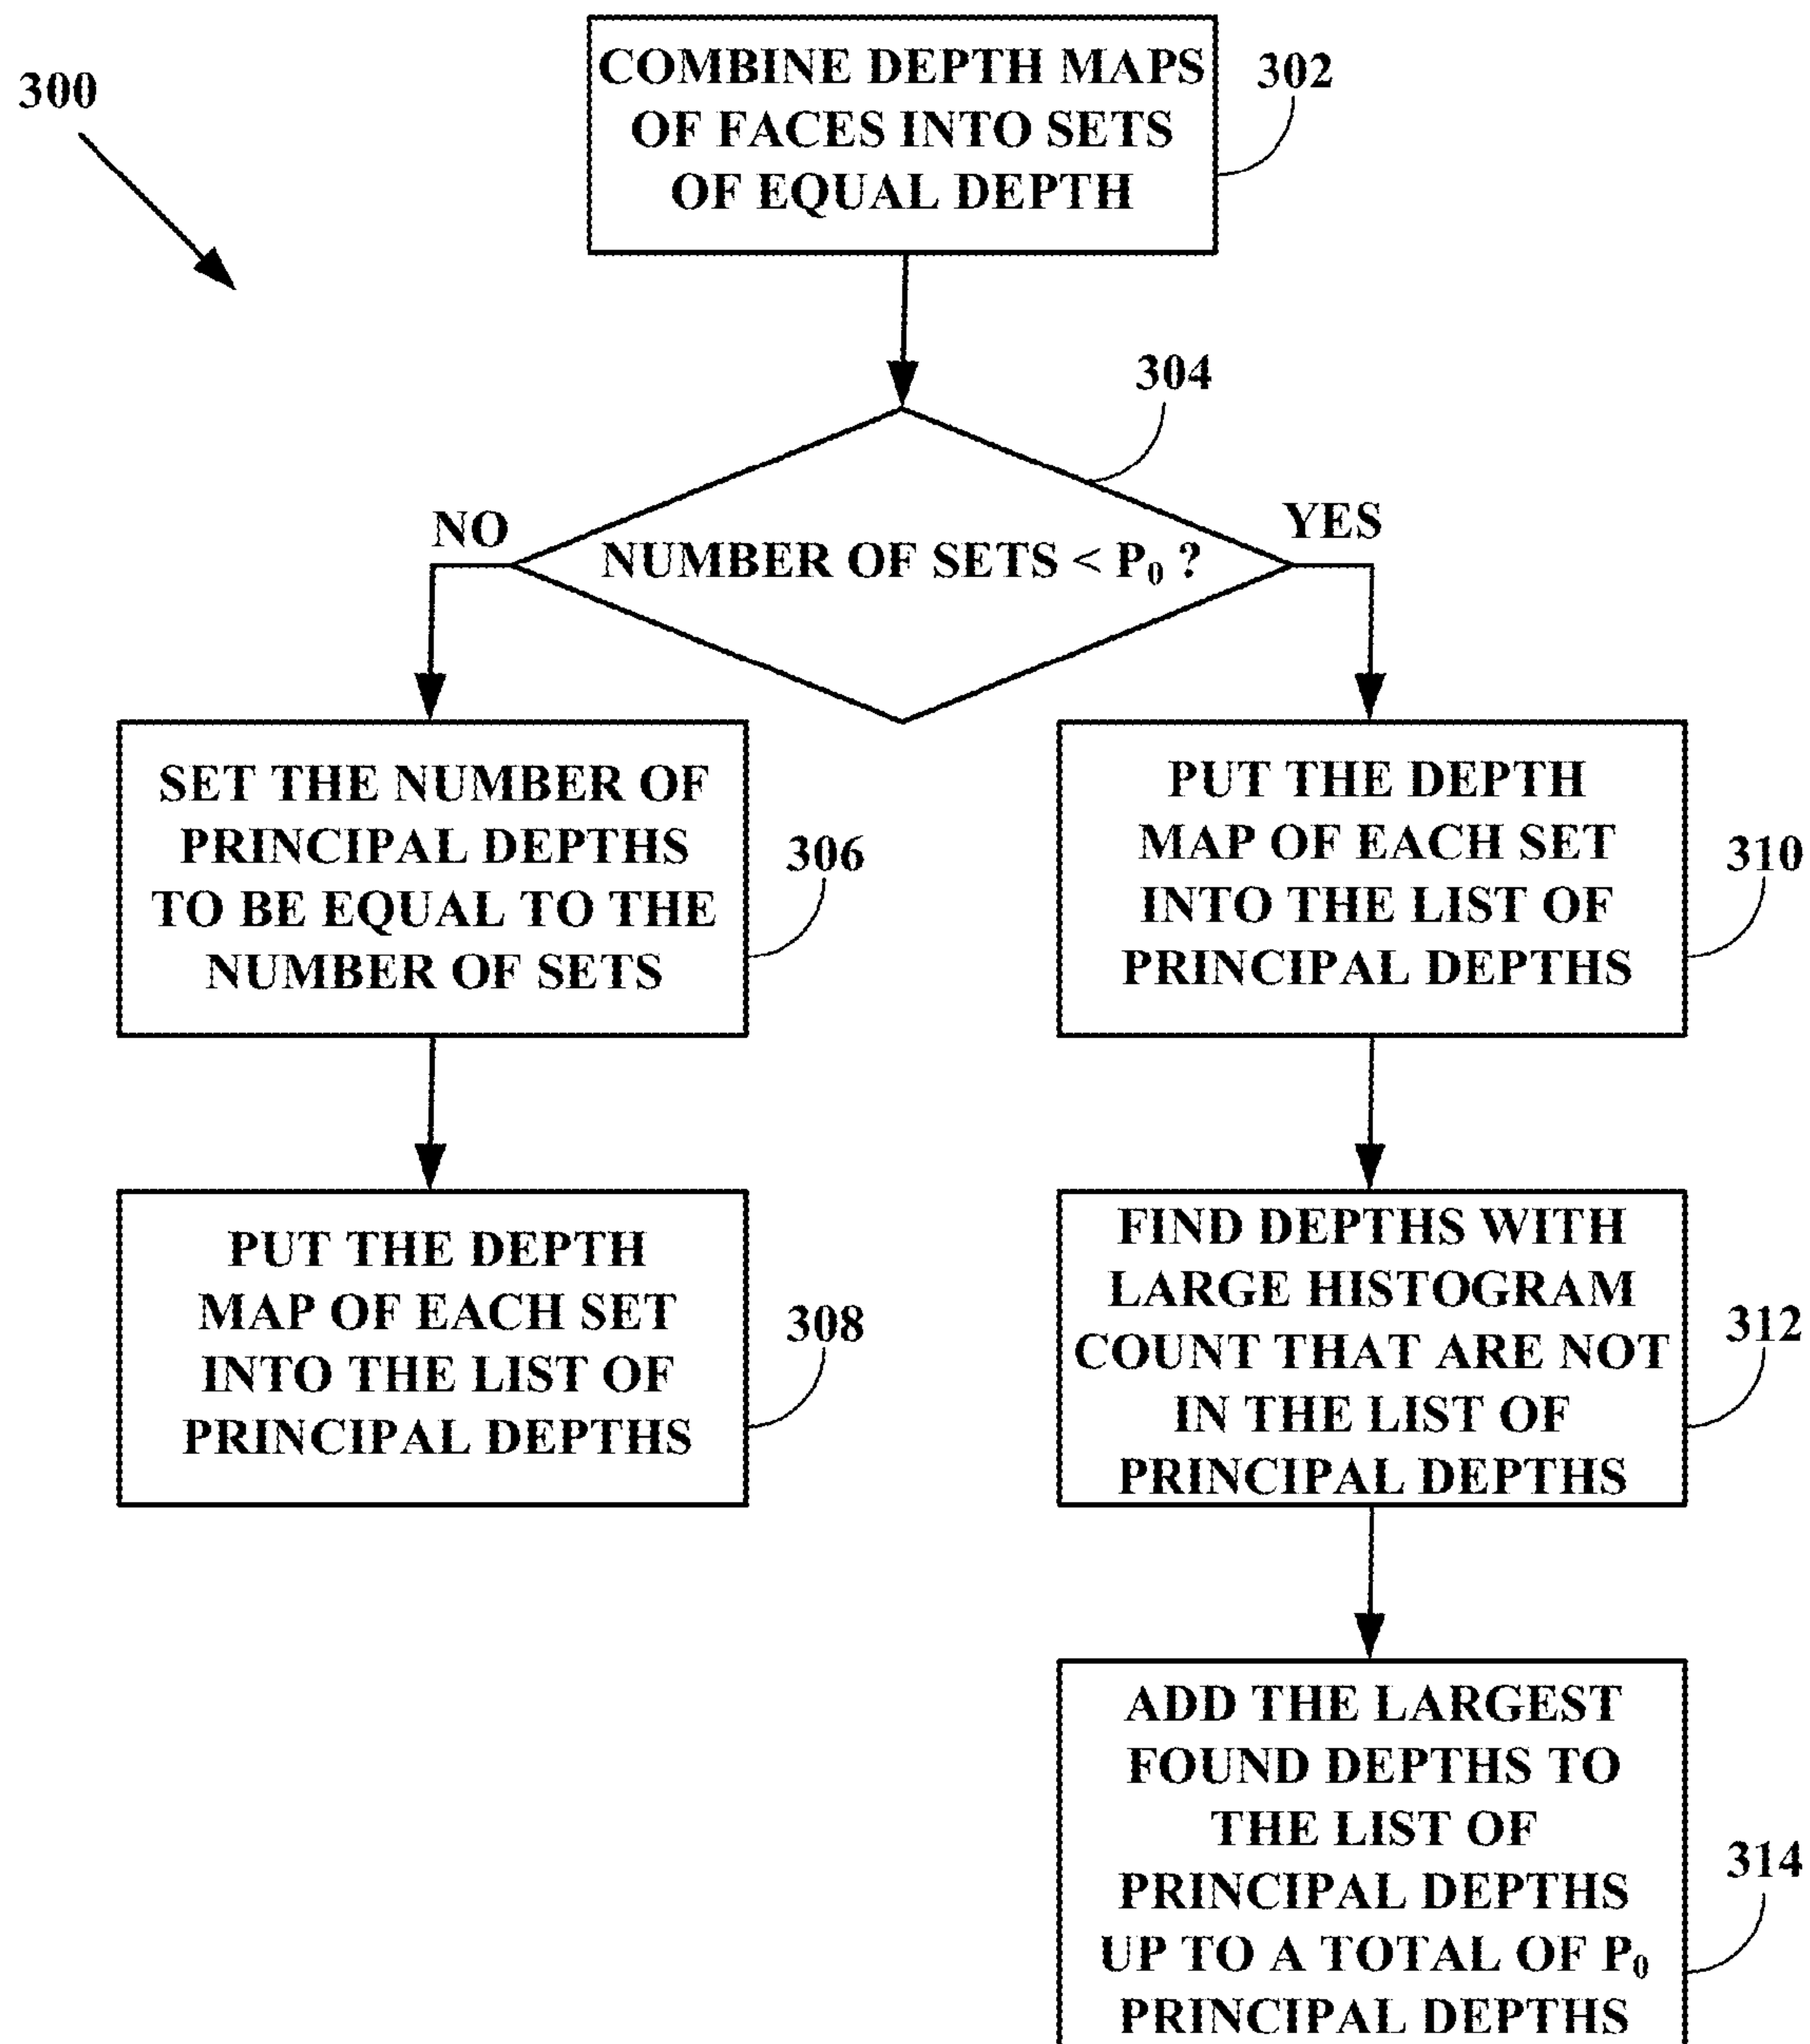 300
COMBINE DEPTH MAPS
OF FACES INTO SETS
OF EQUAL DEPTH
302
304
NO
YES
NUMBER OF SETS < P₀ ?
SET THE NUMBER OF
PRINCIPAL DEPTHS
TO BE EQUAL TO THE
NUMBER OF SETS
306
PUT THE DEPTH
MAP OF EACH SET
INTO THE LIST OF
PRINCIPAL DEPTHS
310
PUT THE DEPTH
MAP OF EACH SET
INTO THE LIST OF
PRINCIPAL DEPTHS
308
FIND DEPTHS WITH
LARGE HISTOGRAM
COUNT THAT ARE NOT
IN THE LIST OF
PRINCIPAL DEPTHS
312
ADD THE LARGEST
FOUND DEPTHS TO
THE LIST OF
PRINCIPAL DEPTHS
UP TO A TOTAL OF P₀
PRINCIPAL DEPTHS
314